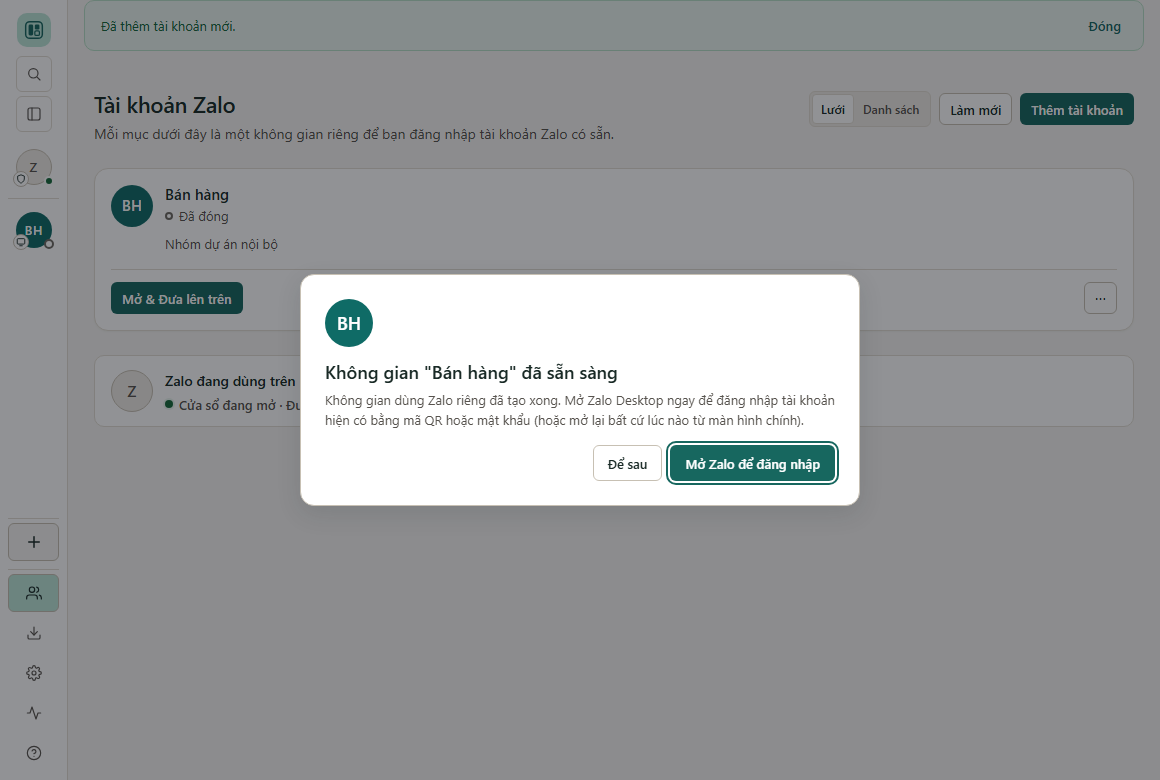 Đã thêm tài khoản mới.
Đóng
Tài khoản Zalo
Mỗi mục dưới đây là một không gian riêng để bạn đăng nhập tài khoản Zalo có sẵn.
Lưới
Danh sách
Làm mới
Thêm tài khoản
Z
BH
BH
Bán hàng
Đã đóng
Nhóm dự án nội bộ
Mở & Đưa lên trên
...
Z
Zalo đang dùng trên
Cửa sổ đang mở ·
BH
Không gian "Bán hàng" đã sẵn sàng
Không gian dùng Zalo riêng đã tạo xong. Mở Zalo Desktop ngay để đăng nhập tài khoản
hiện có bằng mã QR hoặc mật khẩu (hoặc mở lại bất cứ lúc nào từ màn hình chính).
Để sau
Mở Zalo để đăng nhập